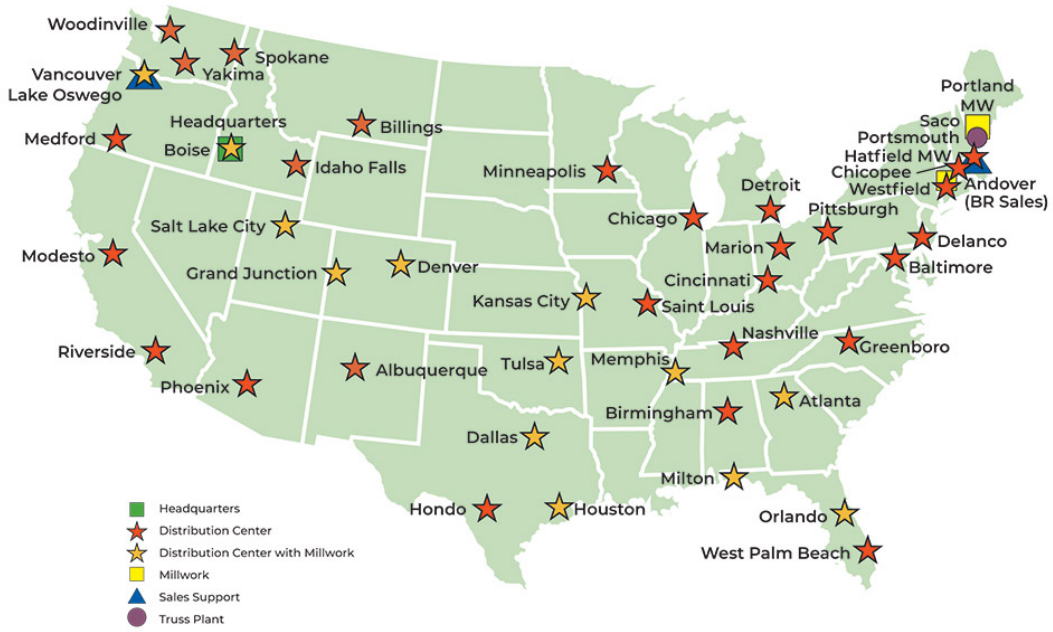 Woodinville
Spokane
Yakima
Vancouver
Lake Oswego
Medford
Headquarters
Boise
Billings
Idaho Falls
Minneapolis
Portland
MW
Saco
Portsmouth
Hatfield MW
Chicopee
Westfield
Andover
(BR Sales)
Detroit
Pittsburgh
Chicago
Marion
Delanco
Baltimore
Cincinnati
Salt Lake City
Modesto
Grand Junction
Denver
Kansas City
Saint Louis
Nashville
Greenboro
Riverside
Phoenix
Albuquerque
Tulsa
Memphis
Atlanta
Birmingham
Dallas
Milton
Hondo
Houston
Orlando
West Palm Beach
Headquarters
Distribution Center
Distribution Center with Millwork
Millwork
Sales Support
Truss Plant